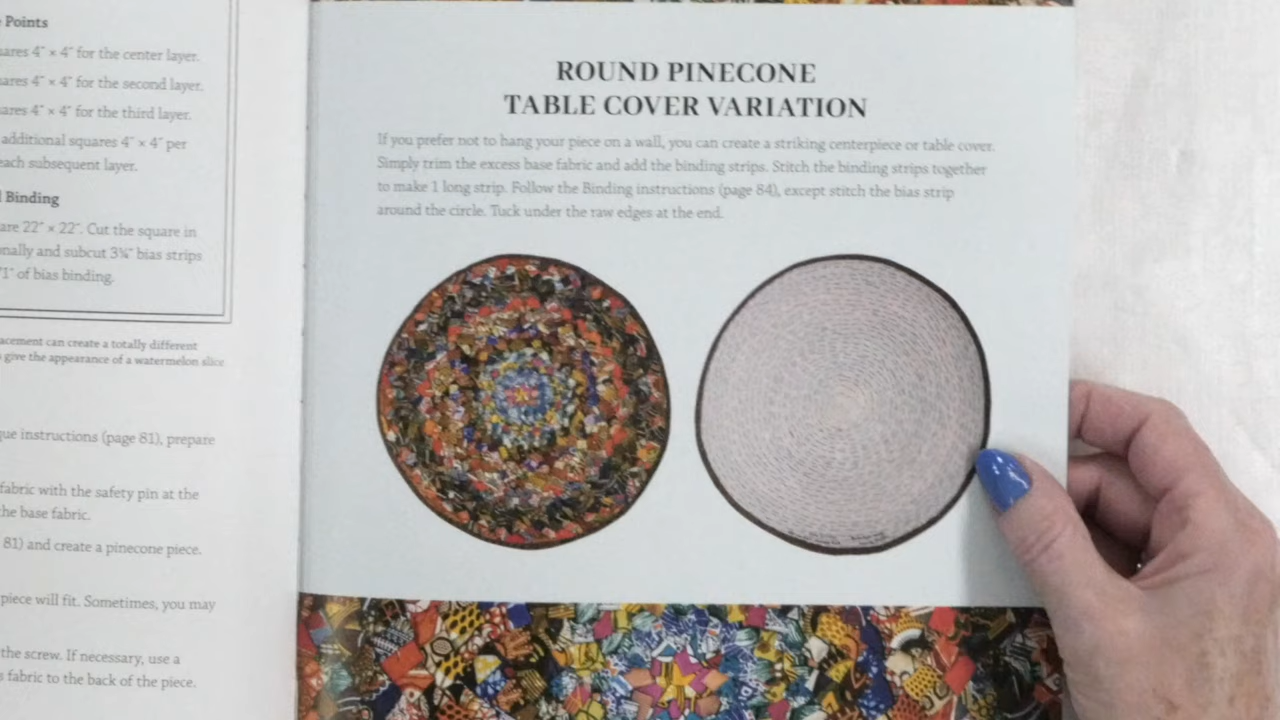 Points
ares 4" × 4" for the center layer.
ares 4" × 4" for the second layer.
ares 4" × 4" for the third layer.
additional squares 4" × 4" per
each subsequent layer.
Binding
are 22" × 22". Cut the square in
nally and subcut 3¼" bias strips
of bias binding.
acement can create a totally different
give the appearance of a watermelon slice
ue instructions (page 81), prepare
fabric with the safety pin at the
he base fabric.
81) and create a pinecone piece.
piece will fit. Sometimes, you may
the screw. If necessary, use a
fabric to the back of the piece.
ROUND PINECONE
TABLE COVER VARIATION
If you prefer not to hang your piece on a wall, you can create a striking centerpiece or table cover.
Simply trim the excess base fabric and add the binding strips. Stitch the binding strips together
to make 1 long strip. Follow the Binding instructions (page 84), except stitch the bias strip
around the circle. Tuck under the raw edges at the end.